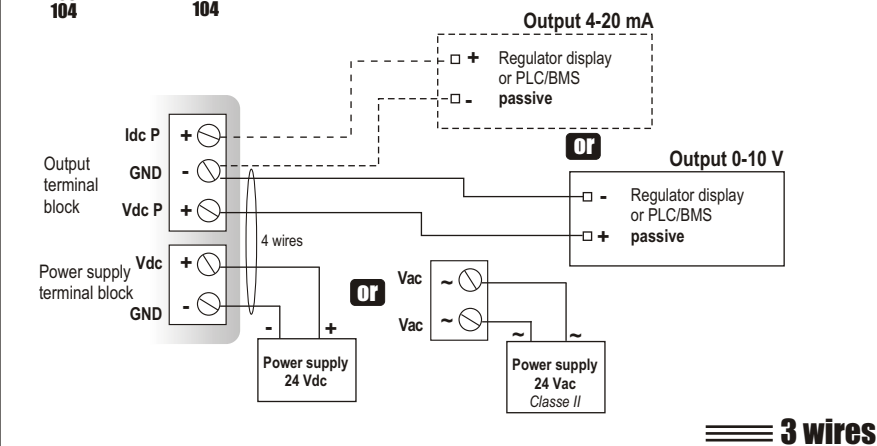 104
104
Output 4-20 mA
+ Regulator display
or PLC/BMS
- passive
or
Output 0-10 V
- Regulator display
or PLC/BMS
+ passive
Output
terminal
block
Idc P +
GND -
Vdc P +
4 wires
Power supply
terminal block
Vdc +
GND -
- +
Power supply
24 Vdc
or
Vac ~
Vac ~
~ ~
Power supply
24 Vac
Classe II
3 wires